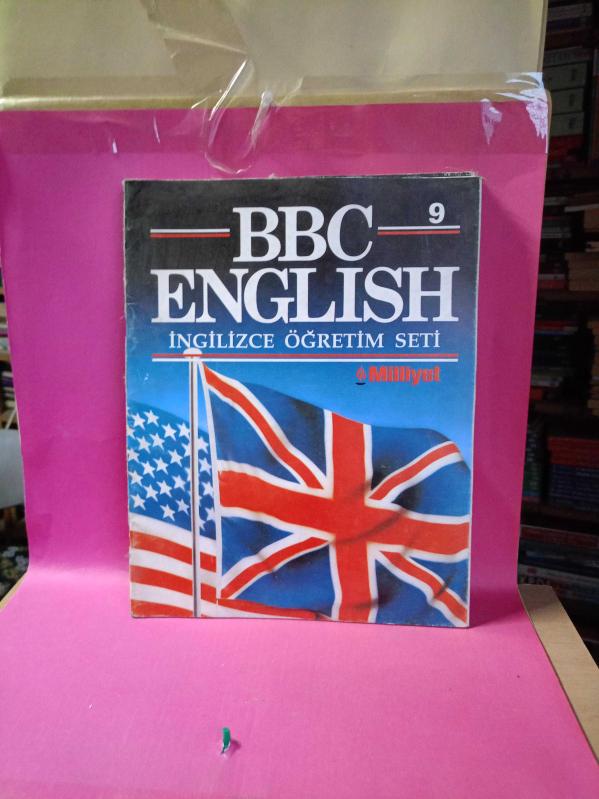 9
BBC
ENGLISH
İNGİLİZCE ÖĞRETİM SETİ
Milliyet